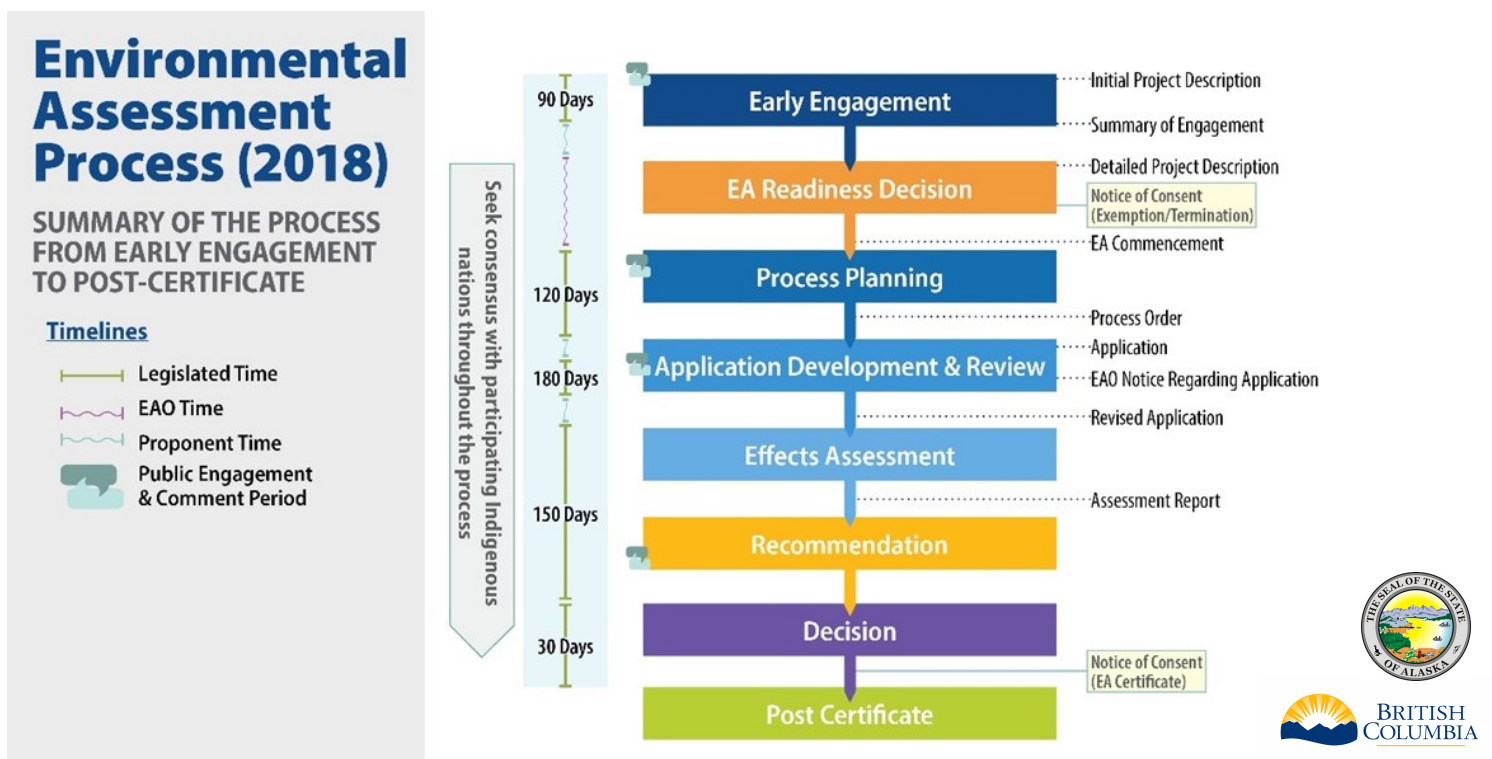 Environmental
Assessment
Process (2018)
SUMMARY OF THE PROCESS
FROM EARLY ENGAGEMENT
TO POST-CERTIFICATE
Timelines
Legislated Time
EAO Time
Proponent Time
Public Engagement
& Comment Period
Seek consensus with participating Indigenous
nations throughout the process
90 Days
120 Days
180 Days
150 Days
30 Days
Early Engagement
EA Readiness Decision
Process Planning
Application Development & Review
Effects Assessment
Recommendation
Decision
Post Certificate
Initial Project Description
Summary of Engagement
Detailed Project Description
Notice of Consent
(Exemption/Termination)
EA Commencement
Process Order
Application
EAO Notice Regarding Application
Revised Application
Assessment Report
Notice of Consent
(EA Certificate)
THE SEAL OF THE STATE
OF ALASKA
BRITISH
COLUMBIA